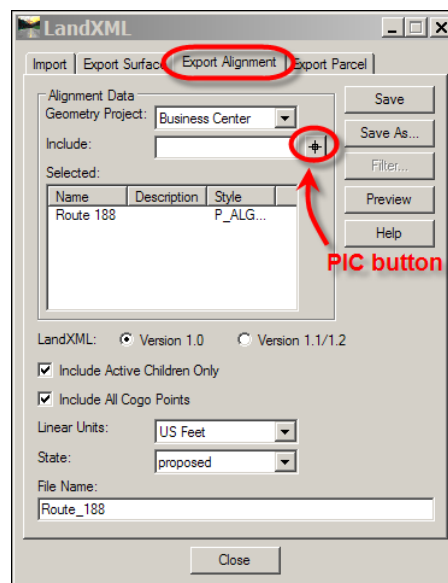 LandXML
Import
Export Surface
Export Alignment
Export Parcel
Alignment Data
Geometry Project:
Business Center
Include:
Selected:
Name Description Style
Route 188 P_ALG...
Save
Save As...
Filter...
Preview
Help
PIC button
LandXML:
Version 1.0
Version 1.1/1.2
Include Active Children Only
Include All Cogo Points
Linear Units:
US Feet
State:
proposed
File Name:
Route_188
Close